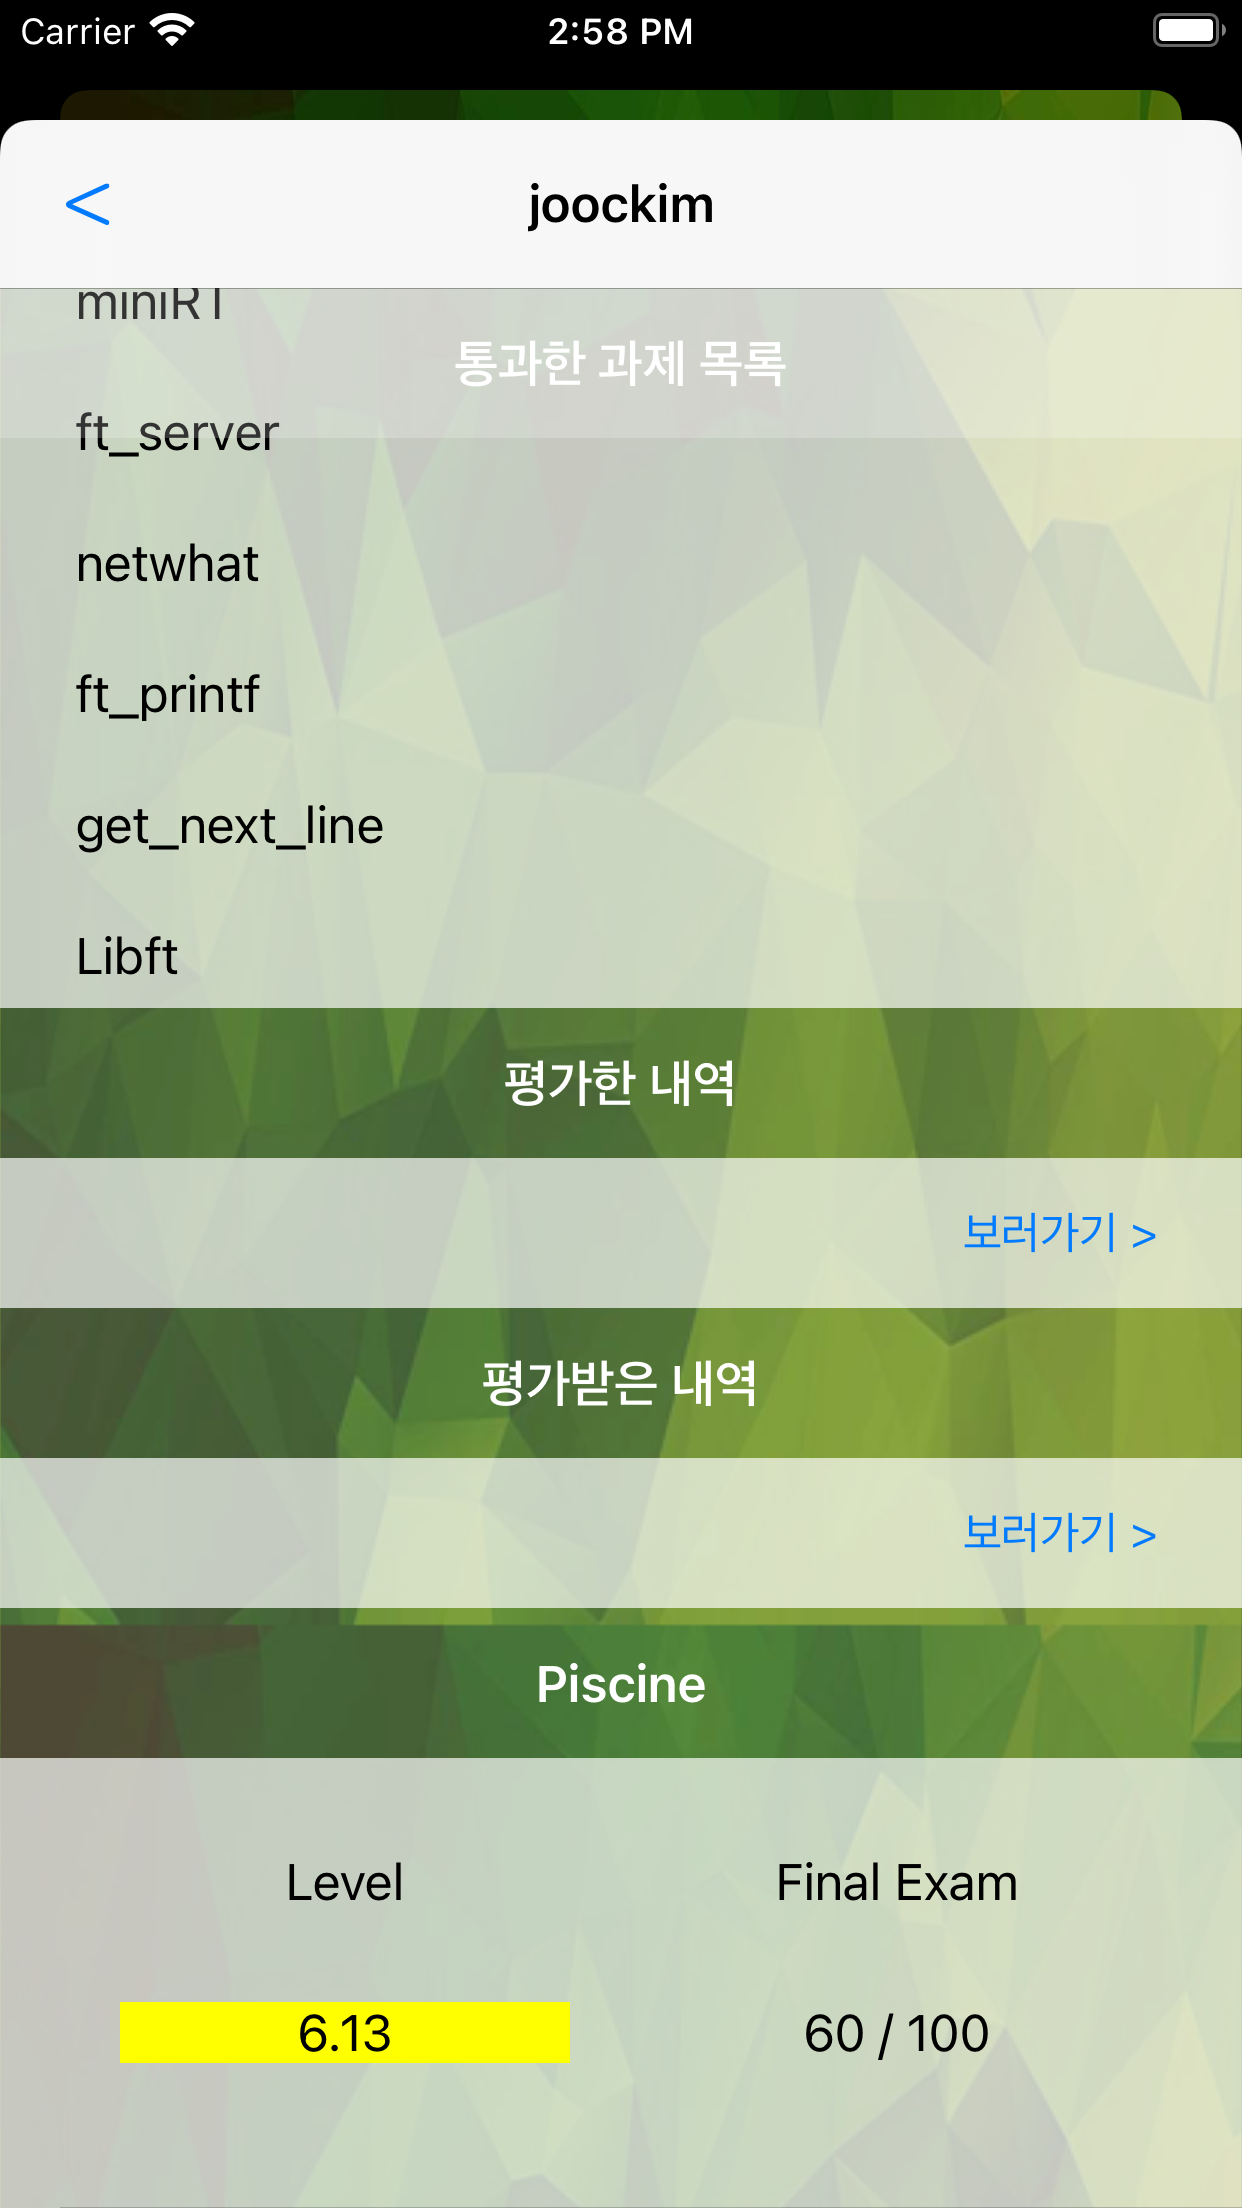 Carrier
2:58 PM
<
joockim
miniRT
통과한 과제 목록
ft_server
netwhat
ft_printf
get_next_line
Libft
평가한 내역
보러가기 >
평가받은 내역
보러가기 >
Piscine
Level
Final Exam
6.13
60 / 100